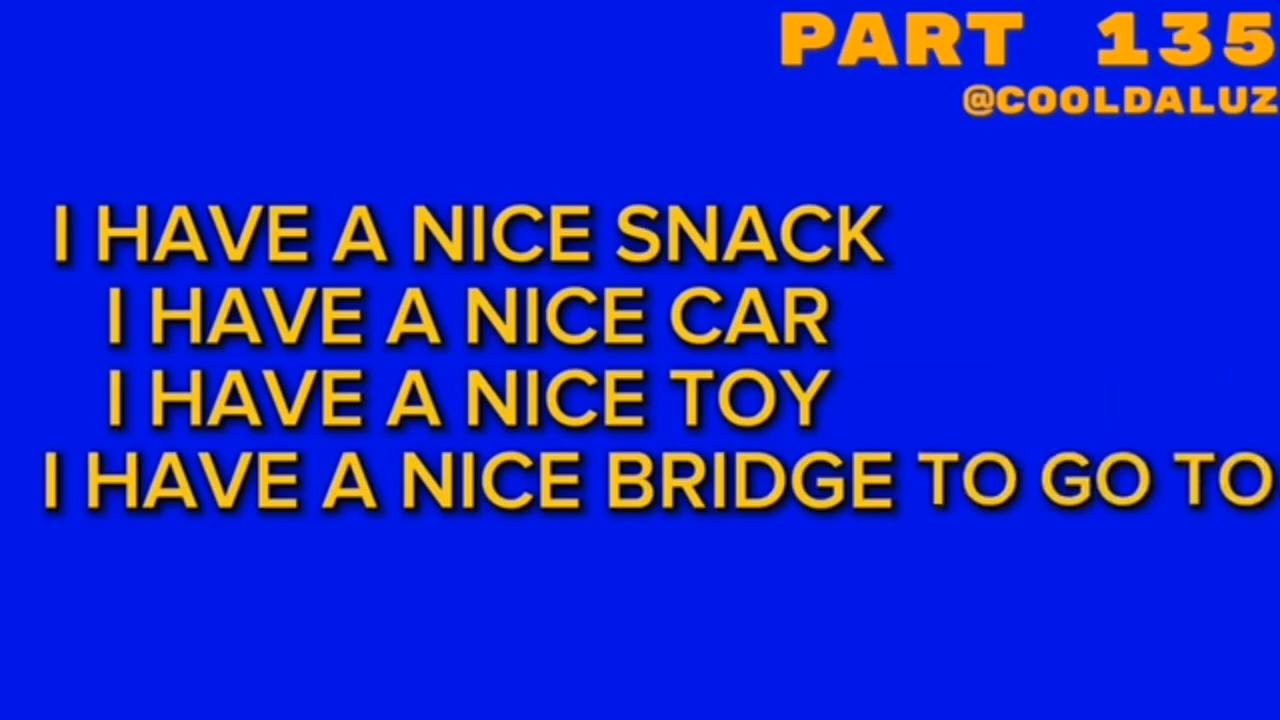 PART 135
@COOLDALUZ
I HAVE A NICE SNACK
I HAVE A NICE CAR
I HAVE A NICE TOY
I HAVE A NICE BRIDGE TO GO TO